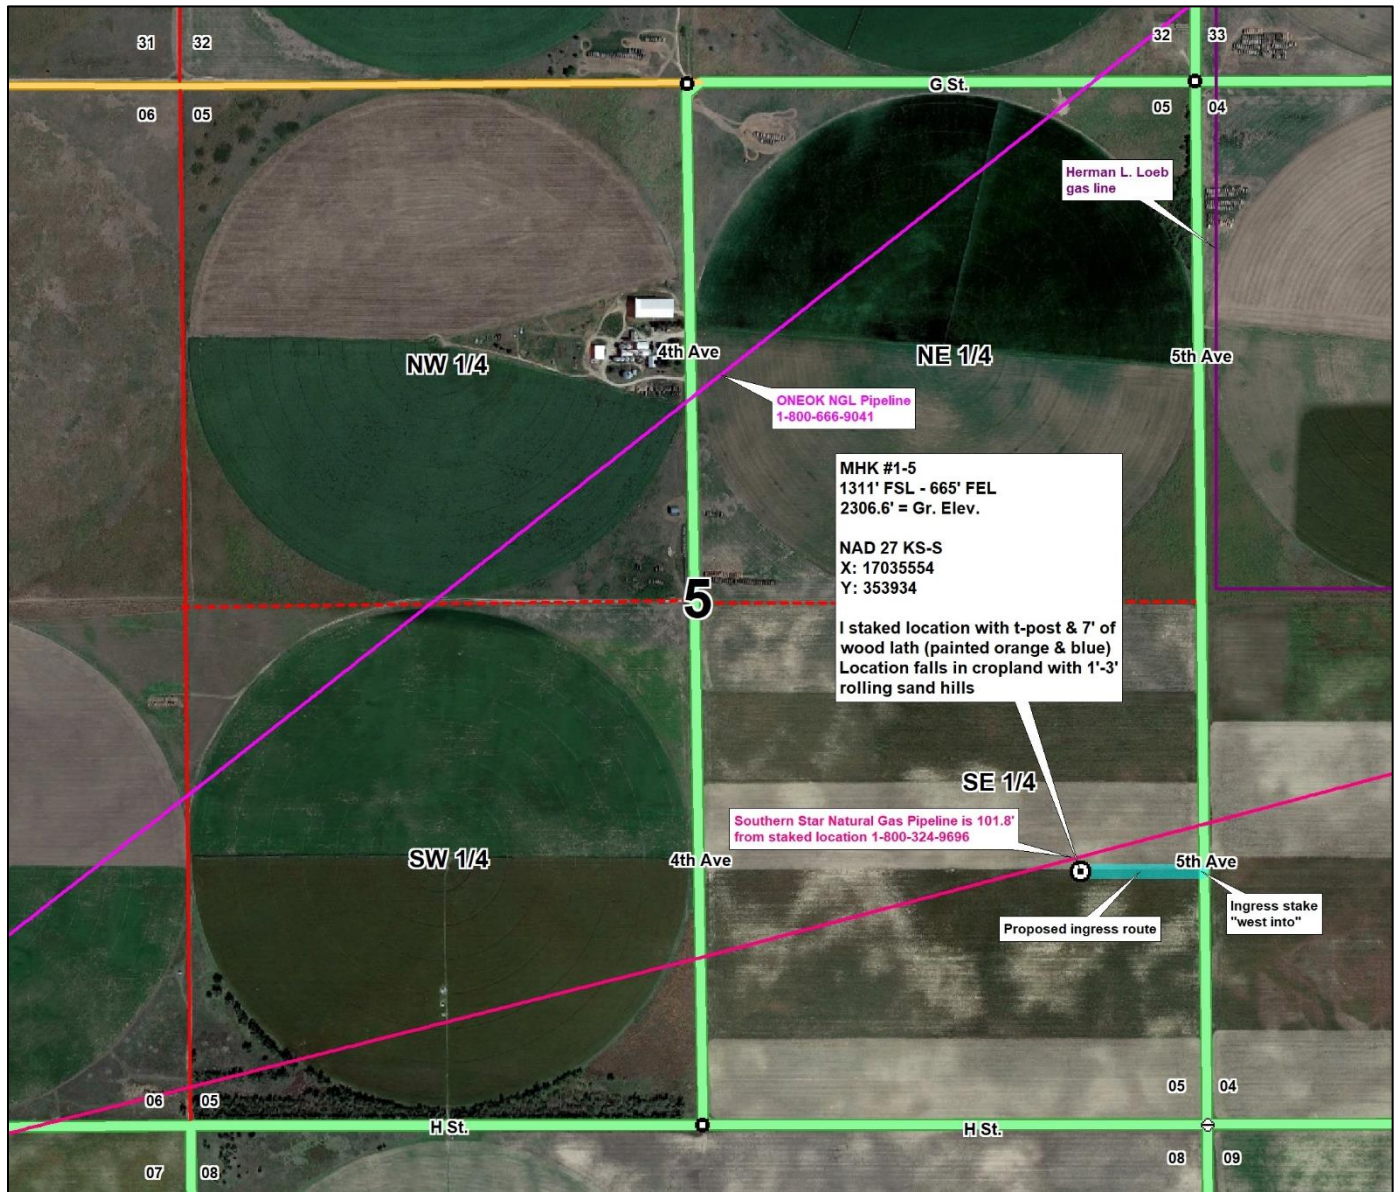 31
32
32
33
G St.
06
05
05
04
Herman L. Loeb
gas line
4th Ave
5th Ave
NW 1/4
NE 1/4
ONEOK NGL Pipeline
1-800-666-9041
MHK #1-5
1311' FSL - 665' FEL
2306.6' = Gr. Elev.
NAD 27 KS-S
X: 17035554
Y: 353934
I staked location with t-post & 7' of
wood lath (painted orange & blue)
Location falls in cropland with 1'-3'
rolling sand hills
5
SE 1/4
Southern Star Natural Gas Pipeline is 101.8'
from staked location 1-800-324-9696
SW 1/4
4th Ave
5th Ave
Ingress stake
"west into"
Proposed ingress route
05
04
06
05
H St.
H St.
07
08
08
09